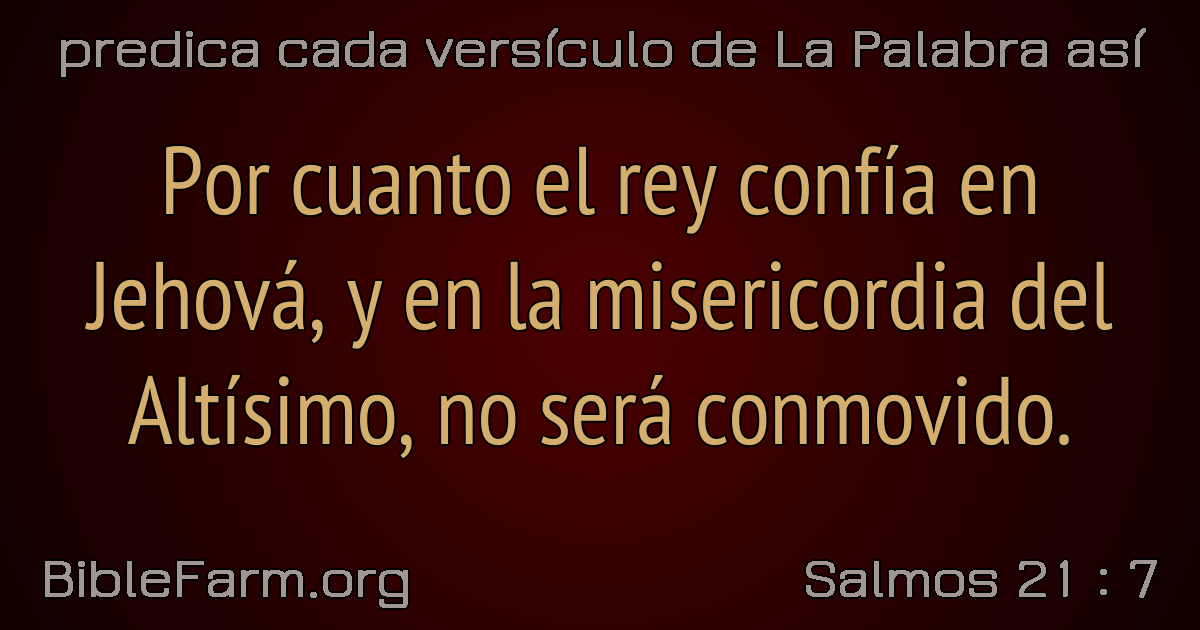 predica cada versículo de La Palabra así
Por cuanto el rey confía en
Jehová, y en la misericordia del
Altísimo, no será conmovido.
BibleFarm.org
Salmos 21 : 7